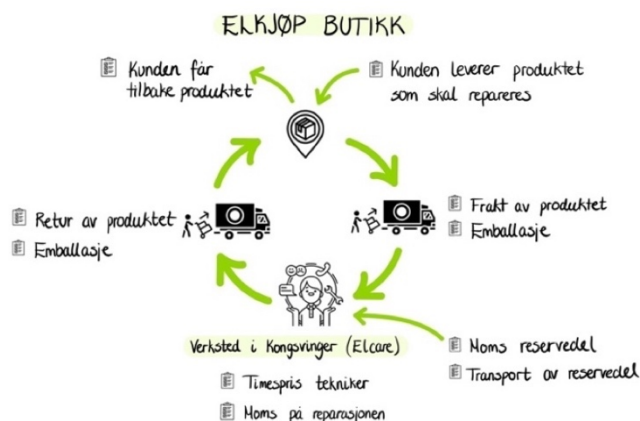 ELKJØP BUTIKK
Kunden får
tilbake produktet
Kunden leverer produktet
som skal repareres
Retur av produktet
Emballasje
Frakt av produktet
Emballasje
Verksted i Kongsvinger (Elcare)
Timespris tekniker
Moms på reparasjonen
Moms reservedel
Transport av reservedel